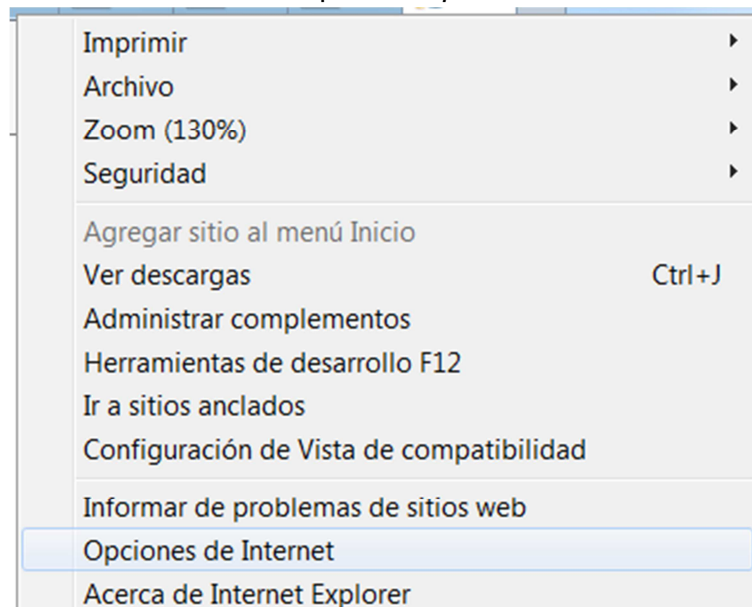 Imprimir
Archivo
Zoom (130%)
Seguridad
Agregar sitio al menú Inicio
Ver descargas Ctrl+J
Administrar complementos
Herramientas de desarrollo F12
Ir a sitios anclados
Configuración de Vista de compatibilidad
Informar de problemas de sitios web
Opciones de Internet
Acerca de Internet Explorer